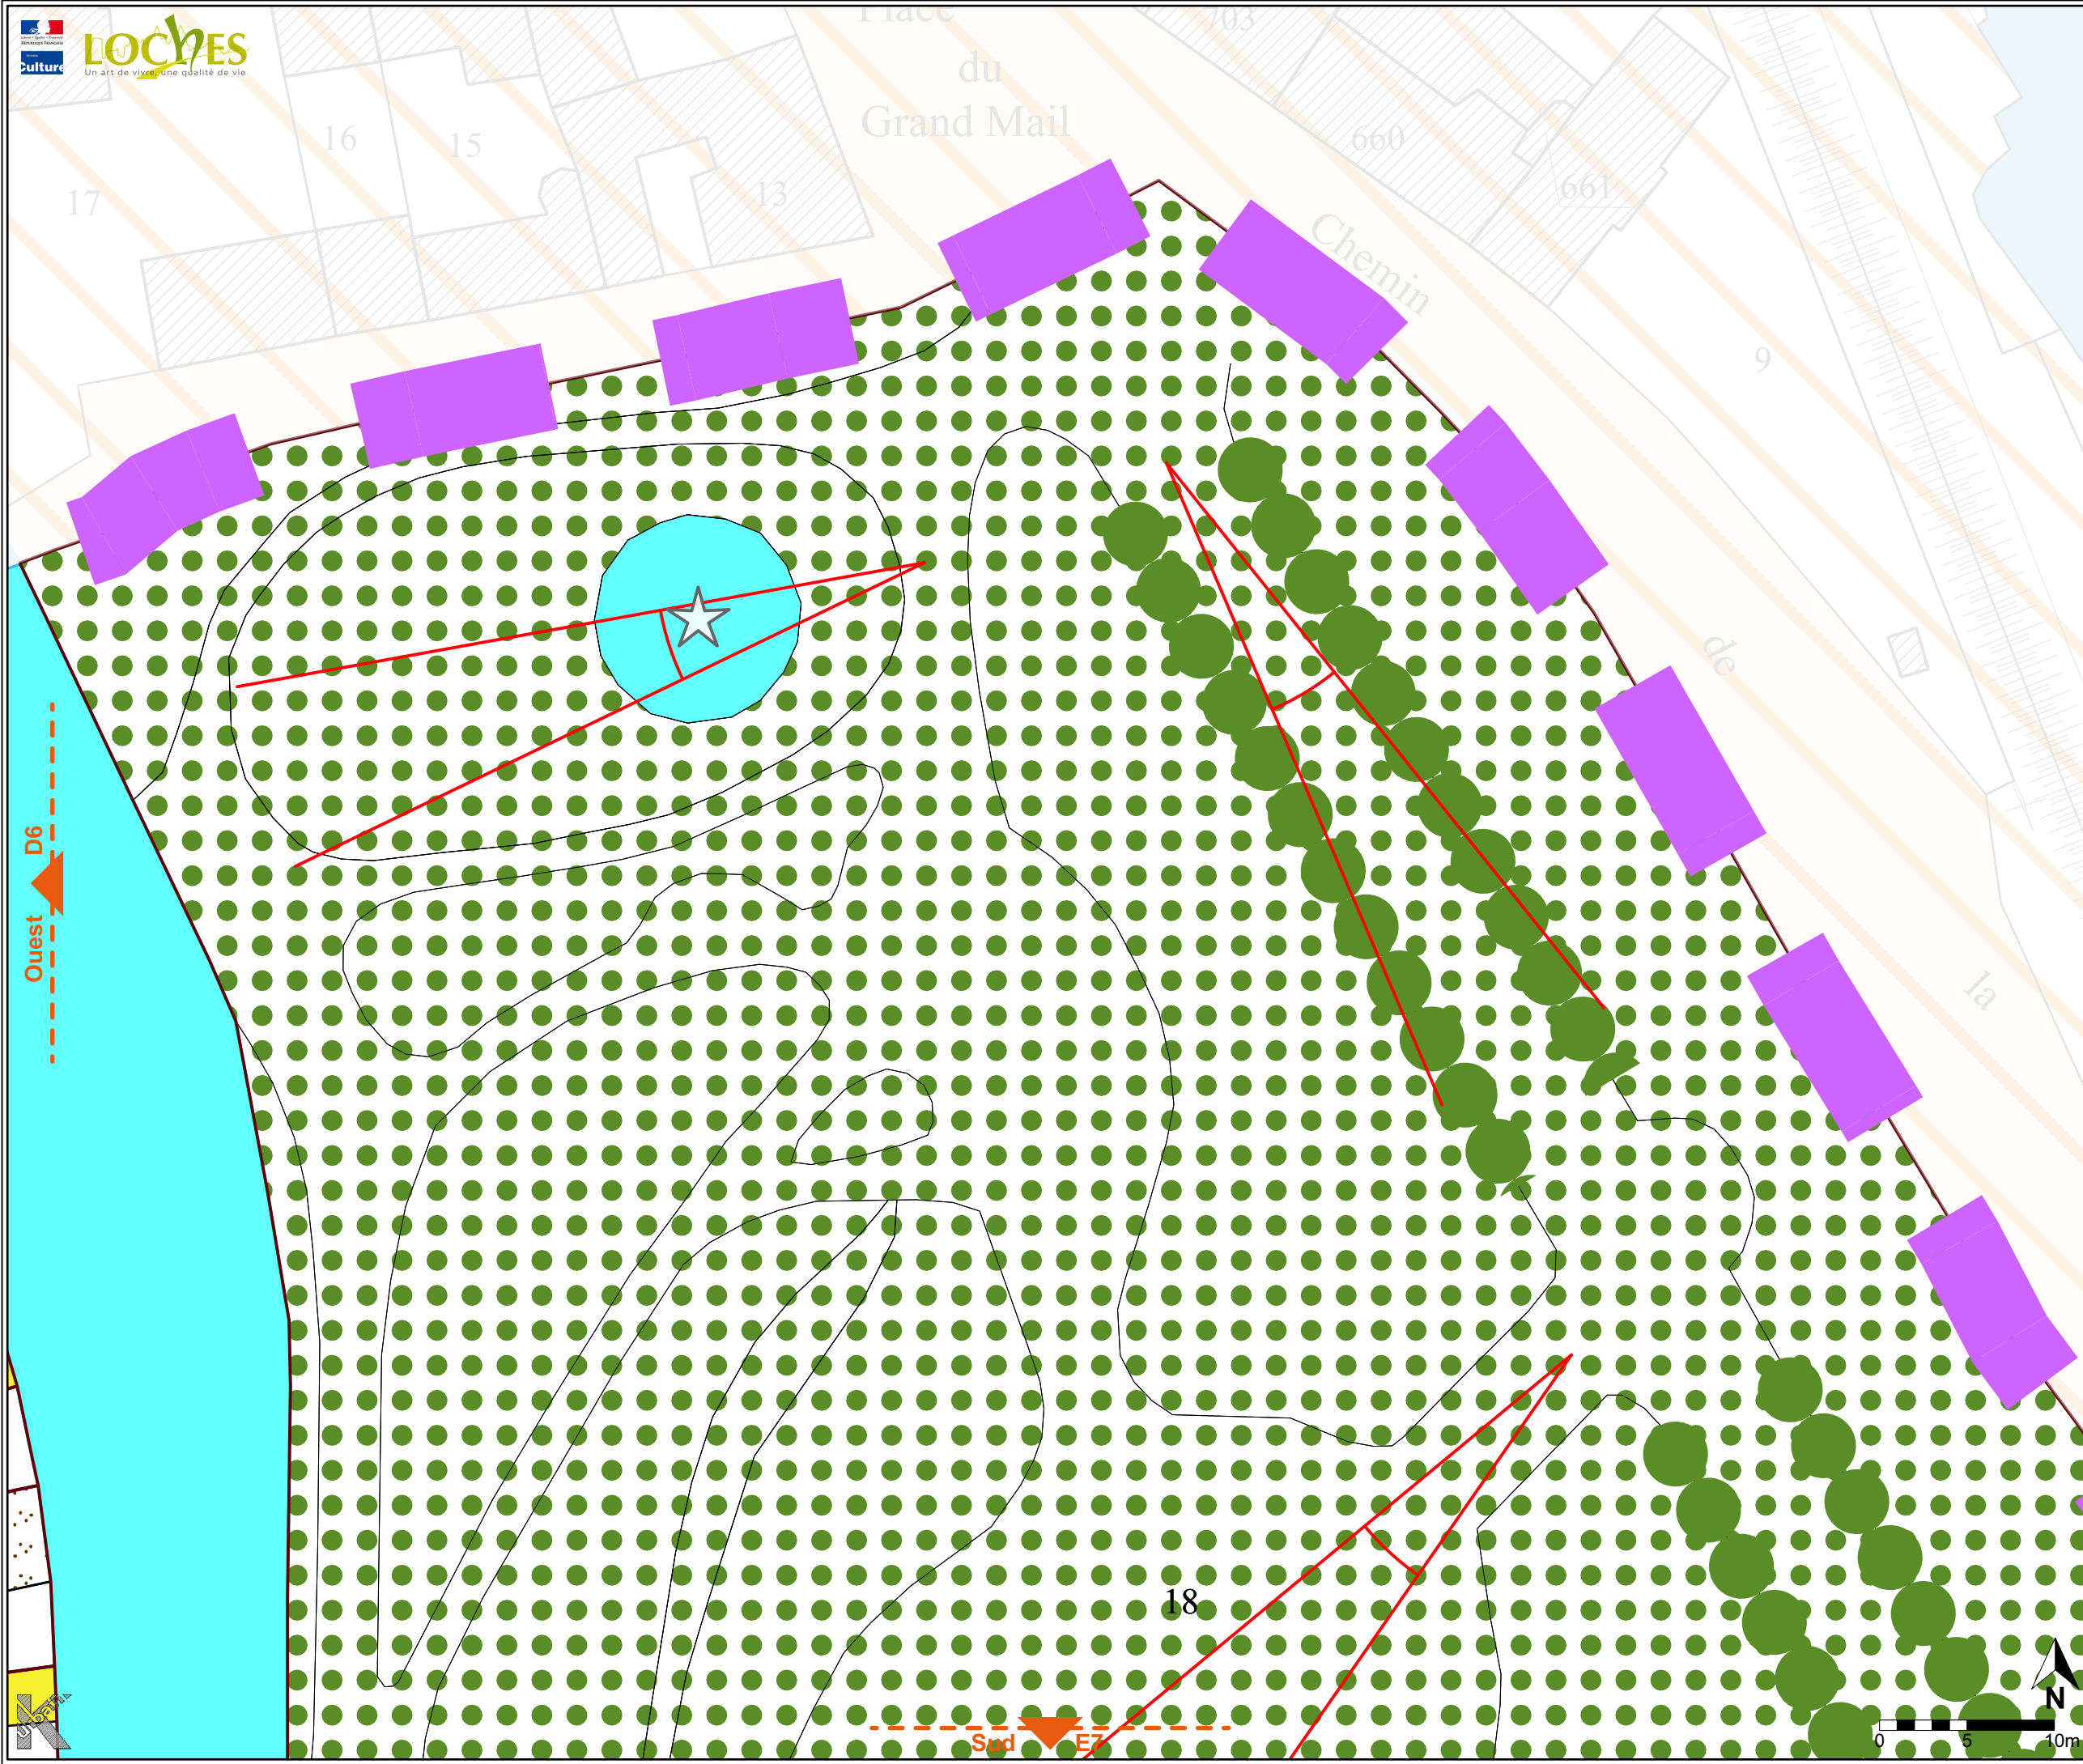 Culture
LOCHES
Un art de vivre, une qualité de vie
Place
du
Grand Mail
703
16
15
13
17
660
661
Chemin
9
de
la
D6
Ouest
18
Sud
E7
N
0 5 10m